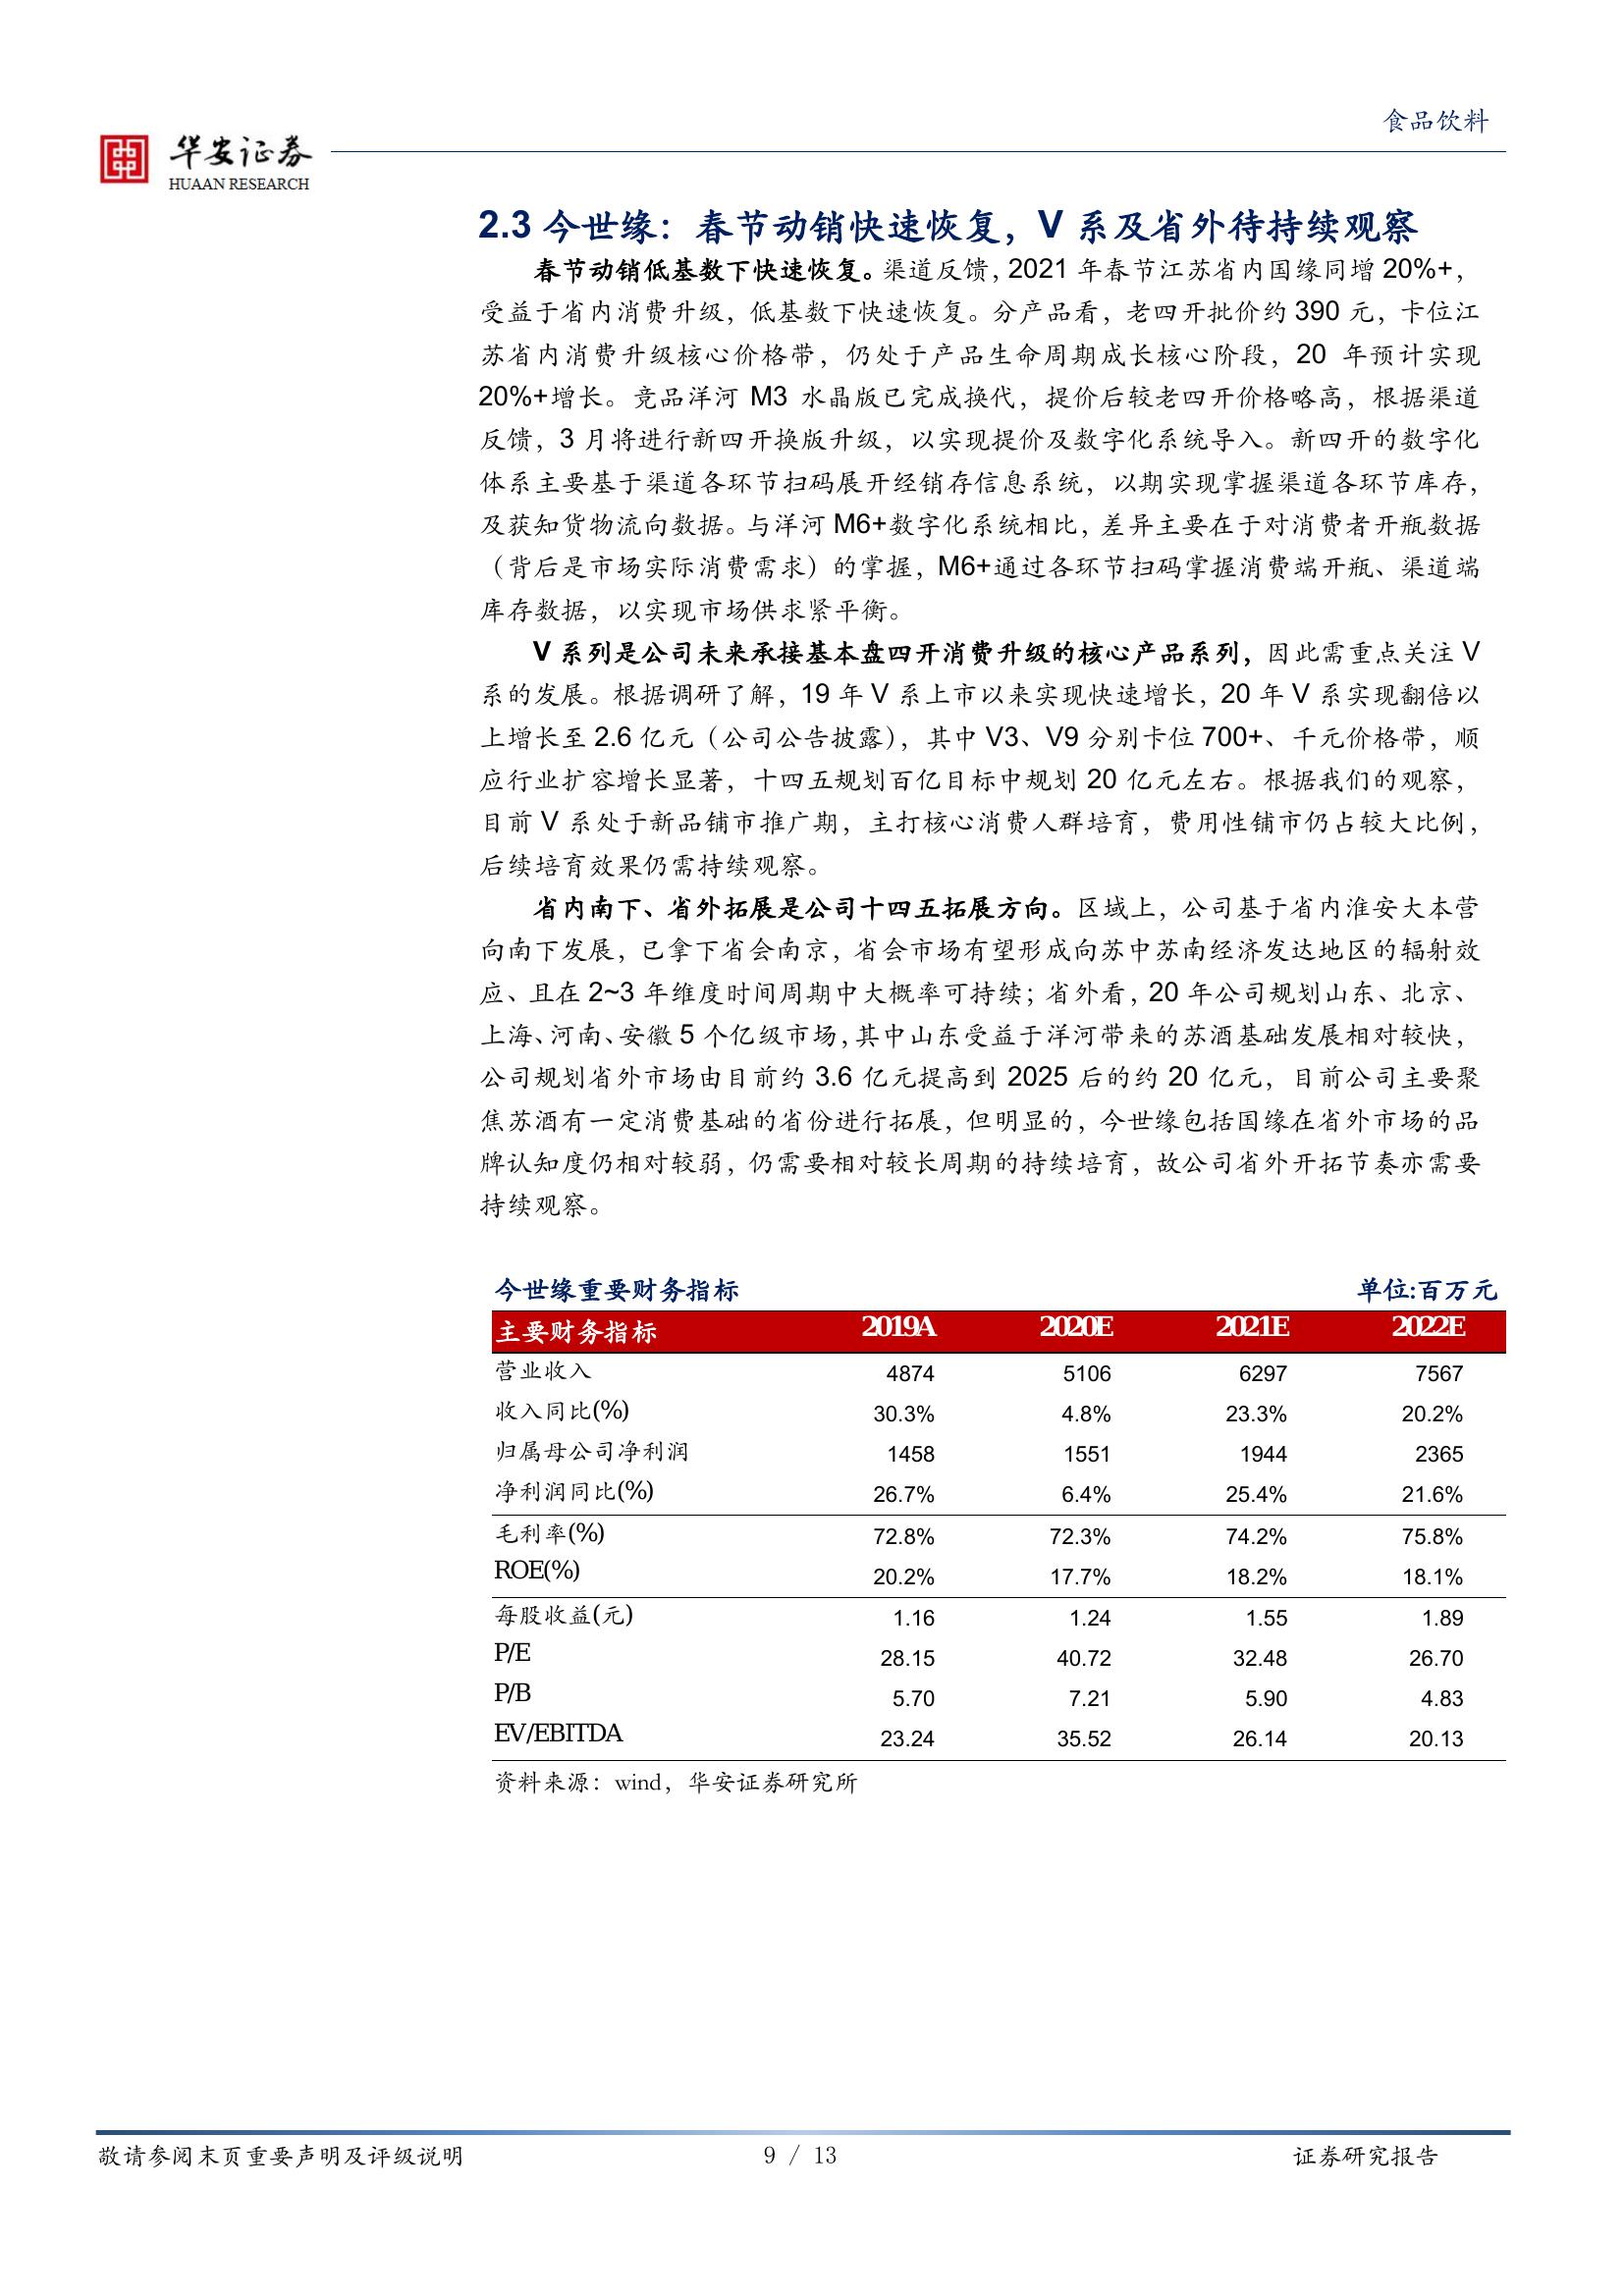 食品饮料
华安证券
HUAAN RESEARCH
2.3 今世缘：春节动销快速恢复，V 系及省外待持续观察
春节动销低基数下快速恢复。渠道反馈，2021 年春节江苏省内国缘同增 20%+，
受益于省内消费升级，低基数下快速恢复。分产品看，老四开批价约 390 元，卡位江
苏省内消费升级核心价格带，仍处于产品生命周期成长核心阶段，20 年预计实现
20%+增长。竞品洋河 M3 水晶版已完成换代，提价后较老四开价格略高，根据渠道
反馈，3 月将进行新四开换版升级，以实现提价及数字化系统导入。新四开的数字化
体系主要基于渠道各环节扫码展开经销存信息系统，以期实现掌握渠道各环节库存，
及获知货物流向数据。与洋河 M6+数字化系统相比，差异主要在于对消费者开瓶数据
（背后是市场实际消费需求）的掌握，M6+通过各环节扫码掌握消费端开瓶、渠道端
库存数据，以实现市场供求紧平衡。
V 系列是公司未来承接基本盘四开消费升级的核心产品系列，因此需重点关注 V
系的发展。根据调研了解，19 年 V 系上市以来实现快速增长，20 年 V 系实现翻倍以
上增长至 2.6 亿元（公司公告披露），其中 V3、V9 分别卡位 700+、千元价格带，顺
应行业扩容增长显著，十四五规划百亿目标中规划 20 亿元左右。根据我们的观察，
目前 V 系处于新品铺市推广期，主打核心消费人群培育，费用性铺市仍占较大比例，
后续培育效果仍需持续观察。
省内南下、省外拓展是公司十四五拓展方向。区域上，公司基于省内淮安大本营
向南下发展，已拿下省会南京，省会市场有望形成向苏中苏南经济发达地区的辐射效
应、且在 2~3 年维度时间周期中大概率可持续；省外看，20 年公司规划山东、北京、
上海、河南、安徽 5 个亿级市场，其中山东受益于洋河带来的苏酒基础发展相对较快，
公司规划省外市场由目前约 3.6 亿元提高到 2025 后的约 20 亿元，目前公司主要聚
焦苏酒有一定消费基础的省份进行拓展，但明显的，今世缘包括国缘在省外市场的品
牌认知度仍相对较弱，仍需要相对较长周期的持续培育，故公司省外开拓节奏亦需要
持续观察。
今世缘重要财务指标 单位:百万元
主要财务指标 2019A 2020E 2021E 2022E
营业收入 4874 5106 6297 7567
收入同比(%) 30.3% 4.8% 23.3% 20.2%
归属母公司净利润 1458 1551 1944 2365
净利润同比(%) 26.7% 6.4% 25.4% 21.6%
毛利率(%) 72.8% 72.3% 74.2% 75.8%
ROE(%) 20.2% 17.7% 18.2% 18.1%
每股收益(元) 1.16 1.24 1.55 1.89
P/E 28.15 40.72 32.48 26.70
P/B 5.70 7.21 5.90 4.83
EV/EBITDA 23.24 35.52 26.14 20.13
资料来源：wind，华安证券研究所
敬请参阅末页重要声明及评级说明 9 / 13 证券研究报告